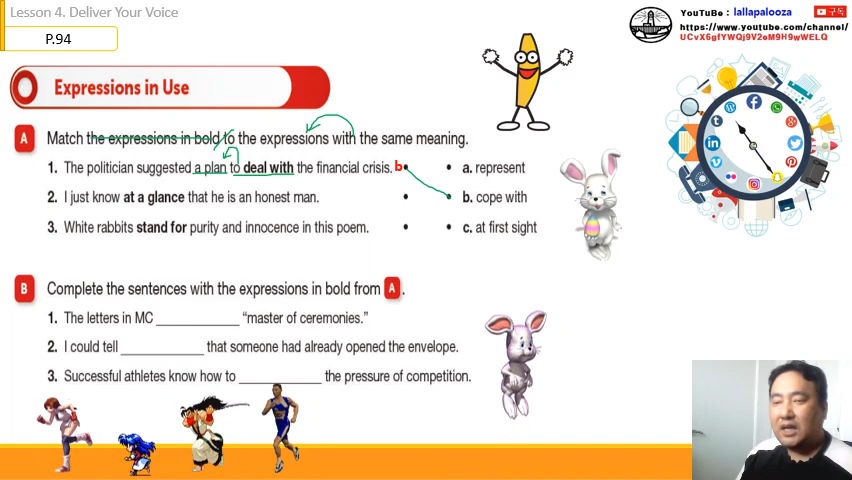 Lesson 4. Deliver Your Voice
P.94
YouTuBe : lallapalooza 구독
https://www.youtube.com/channel/
UCvX6gfYWQj9V2eM9H9wWELQ
Expressions in Use
A Match the expressions in bold to the expressions with the same meaning.
1. The politician suggested a plan to deal with the financial crisis. b • • a. represent
2. I just know at a glance that he is an honest man. • • b. cope with
3. White rabbits stand for purity and innocence in this poem. • • c. at first sight
B Complete the sentences with the expressions in bold from A .
1. The letters in MC ____________ “master of ceremonies.”
2. I could tell ____________ that someone had already opened the envelope.
3. Successful athletes know how to ____________ the pressure of competition.